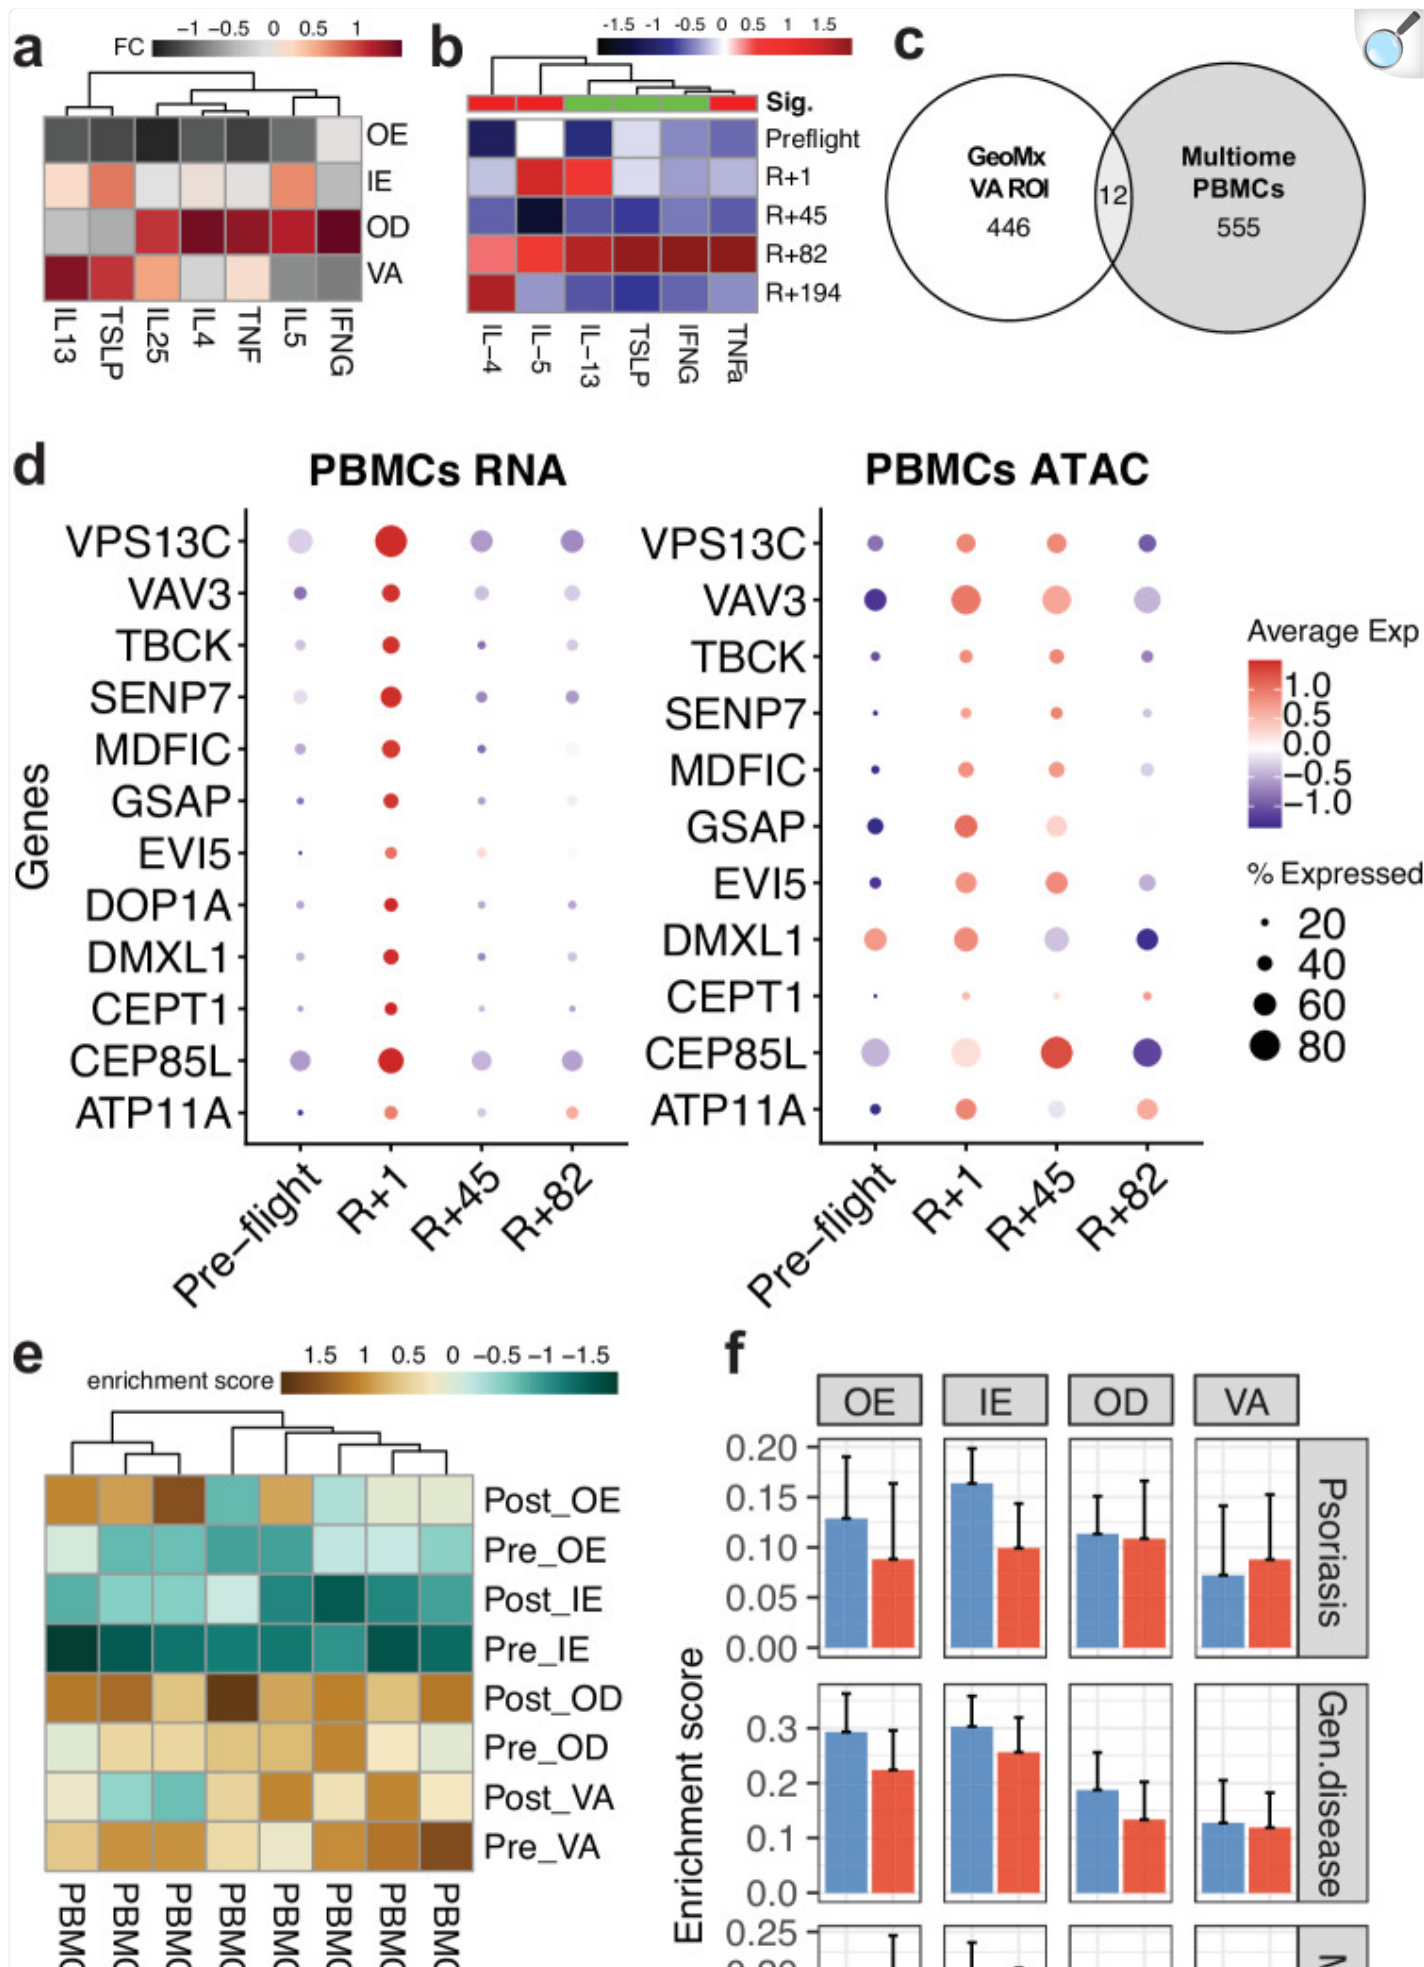 a
FC
−1 −0.5 0 0.5 1
OE
IE
OD
VA
IL13
TSLP
IL25
IL4
TNF
IL5
IFNG
b
-1.5 -1 -0.5 0 0.5 1 1.5
Sig.
Preflight
R+1
R+45
R+82
R+194
IL−4
IL−5
IL−13
TSLP
IFNG
TNFa
c
GeoMx
VA ROI
446
12
Multiome
PBMCs
555
d
PBMCs RNA
Genes
VPS13C
VAV3
TBCK
SENP7
MDFIC
GSAP
EVI5
DOP1A
DMXL1
CEPT1
CEP85L
ATP11A
Pre−flight
R+1
R+45
R+82
PBMCs ATAC
VPS13C
VAV3
TBCK
SENP7
MDFIC
GSAP
EVI5
DMXL1
CEPT1
CEP85L
ATP11A
Pre−flight
R+1
R+45
R+82
Average Exp
1.0
0.5
0.0
−0.5
−1.0
% Expressed
20
40
60
80
e
enrichment score
1.5 1 0.5 0 −0.5 −1 −1.5
Post_OE
Pre_OE
Post_IE
Pre_IE
Post_OD
Pre_OD
Post_VA
Pre_VA
f
OE
IE
OD
VA
Enrichment score
0.20
0.15
0.10
0.05
0.00
Psoriasis
0.3
0.2
0.1
0.0
Gen.disease
0.25